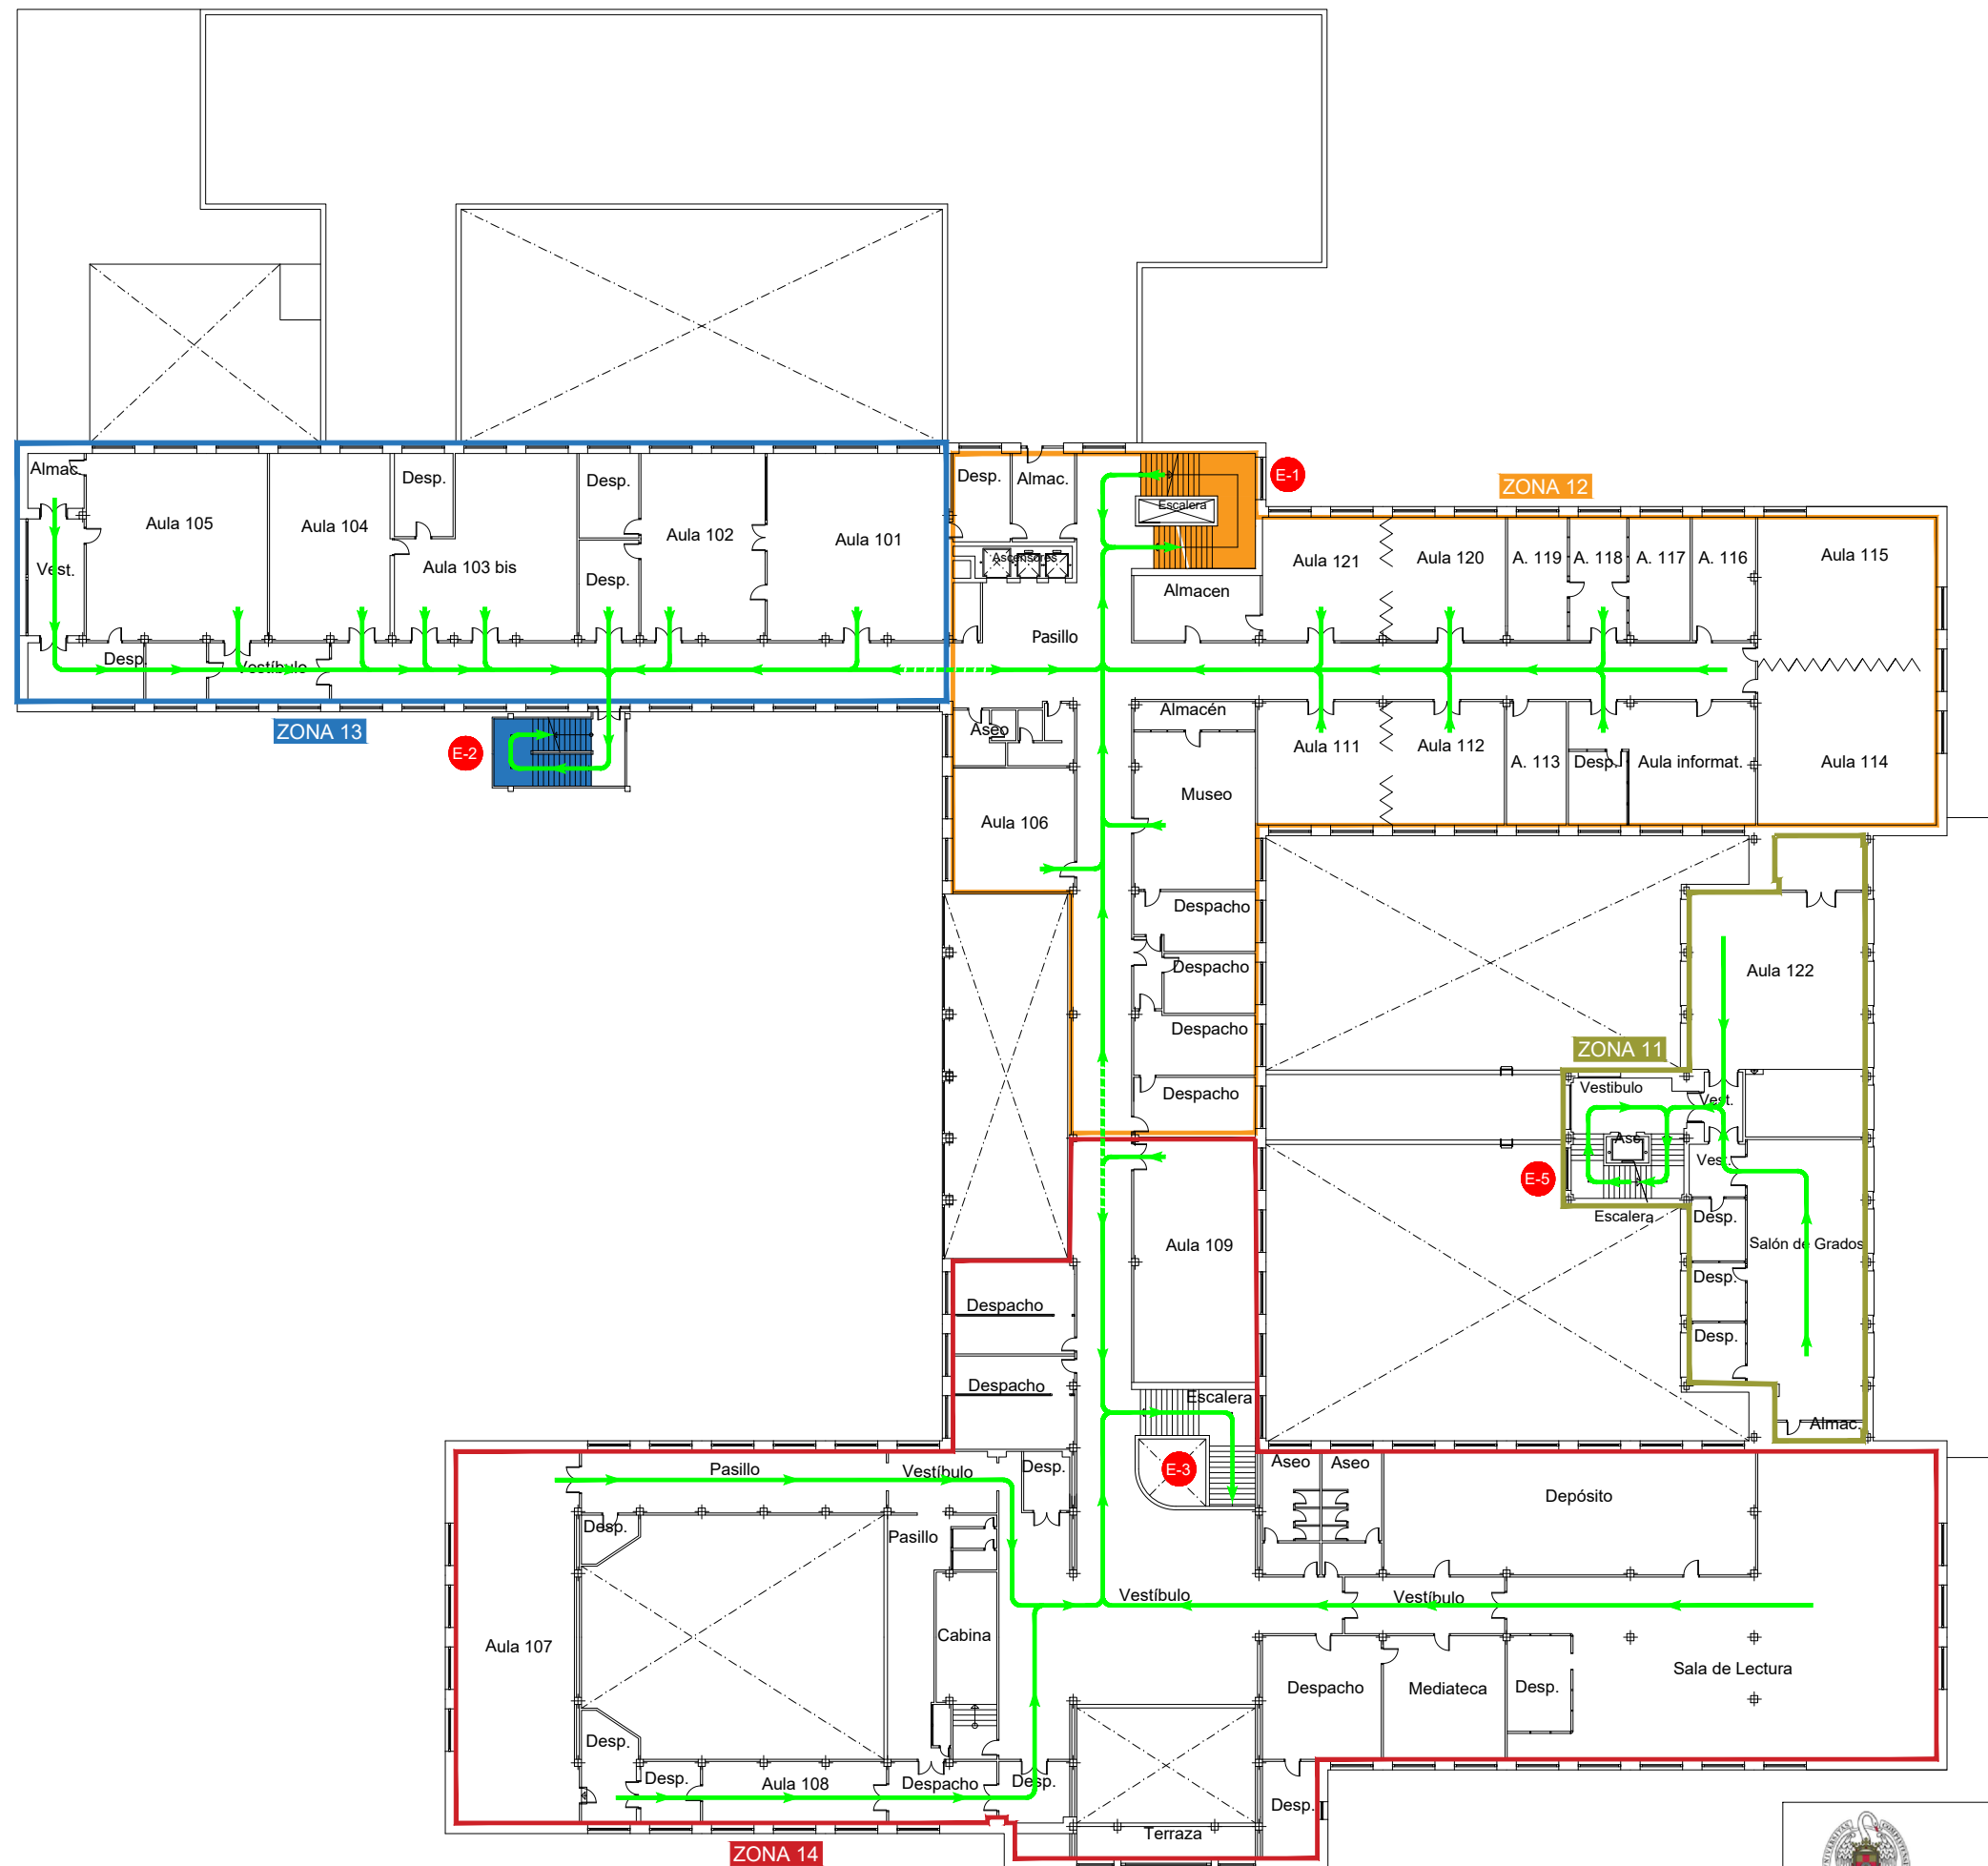 Almac.
Aula 105
Aula 104
Desp.
Aula 103 bis
Desp.
Desp.
Aula 102
Aula 101
Vest.
Desp.
Vestíbulo
ZONA 13
E-2
Desp.
Almac.
Escalera
E-1
ZONA 12
Ascensores
Almacen
Pasillo
Aula 121
Aula 120
A. 119
A. 118
A. 117
A. 116
Aula 115
Aseo
Almacén
Museo
Aula 106
Aula 111
Aula 112
A. 113
Desp.
Aula informat.
Aula 114
Despacho
Despacho
Despacho
Despacho
Aula 122
ZONA 11
Vestibulo
Vest.
Vest.
E-5
Escalera
Desp.
Salón de Grados
Desp.
Desp.
Almac.
Aula 109
Despacho
Despacho
Escalera
E-3
Pasillo
Vestíbulo
Desp.
Aseo
Aseo
Depósito
Desp.
Pasillo
Vestíbulo
Vestíbulo
Cabina
Aula 107
Despacho
Mediateca
Desp.
Sala de Lectura
Desp.
Desp.
Aula 108
Despacho
Desp.
Desp.
Terraza
ZONA 14